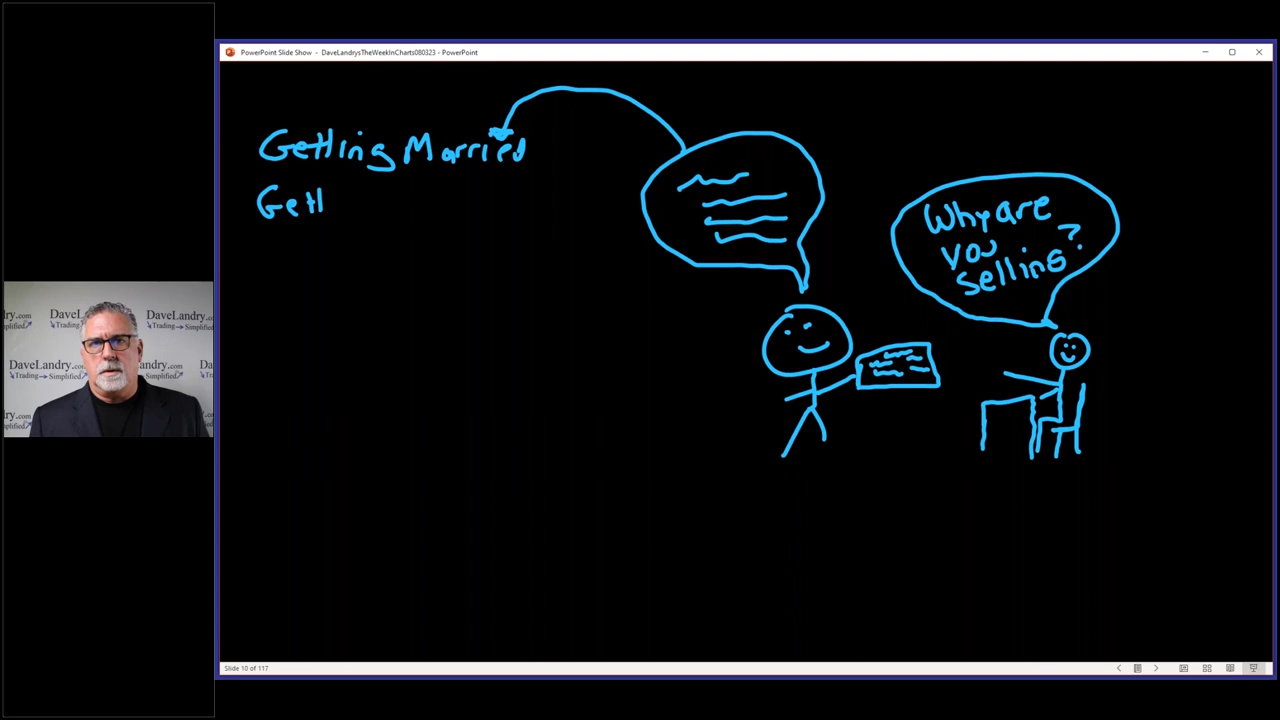 PowerPoint Slide Show - DaveLandrysTheWeekInCharts080323 - PowerPoint
Getting Married
Gett
Why are
you
selling?
DaveLandry.com
Trading Simplified
Slide 10 of 117